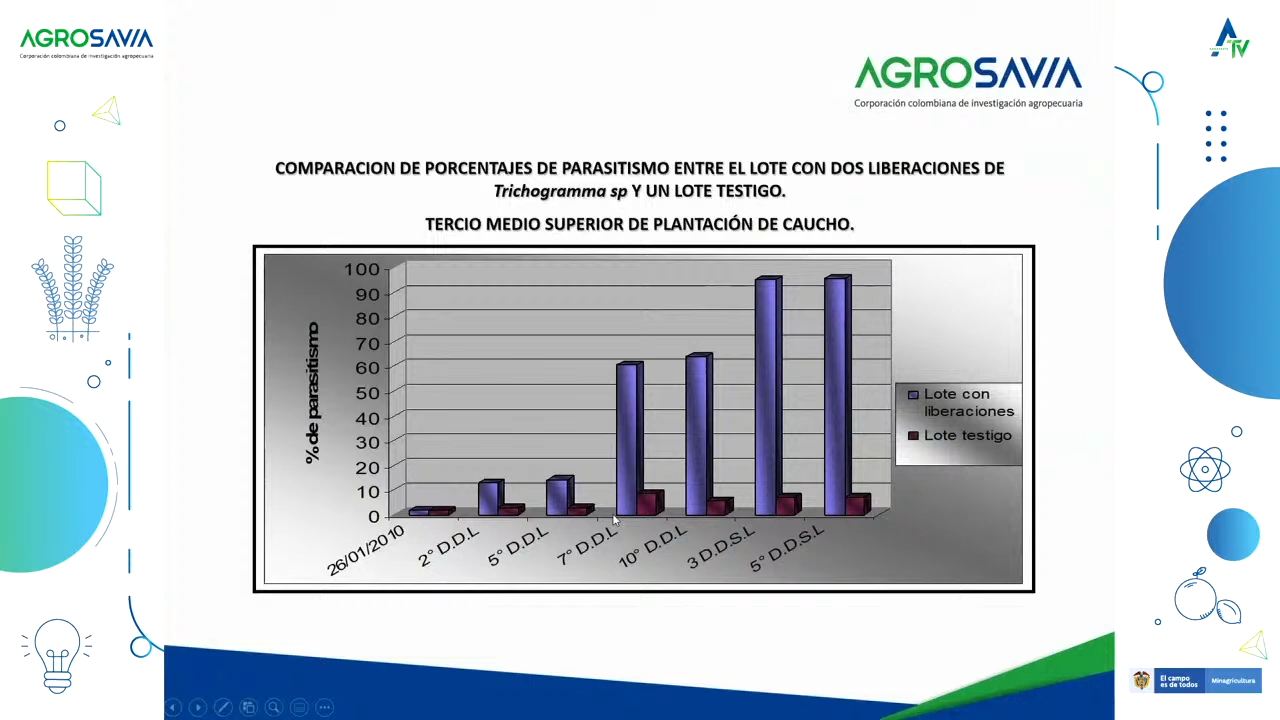 AGROSAVIA
Corporación colombiana de investigación agropecuaria
TV
AGROSAVIA
Corporación colombiana de investigación agropecuaria
COMPARACION DE PORCENTAJES DE PARASITISMO ENTRE EL LOTE CON DOS LIBERACIONES DE
Trichogramma sp Y UN LOTE TESTIGO.
TERCIO MEDIO SUPERIOR DE PLANTACIÓN DE CAUCHO.
% de parasitismo
100
90
80
70
60
50
40
30
20
10
0
26/01/2010
2° D.D.L
5° D.D.L
7° D.D.L
10° D.D.L
3 D.D.S.L
5° D.D.S.L
Lote con
liberaciones
Lote testigo
El campo
es de todos
Minagricultura